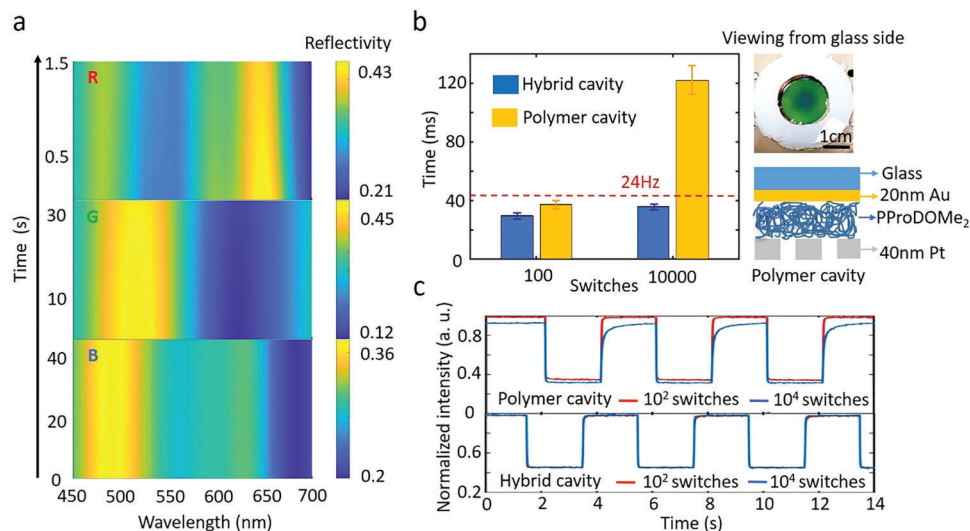 a
Reflectivity
1.5
0.5
30
10
40
20
0
Time (s)
R
G
B
0.43
0.21
0.45
0.12
0.36
0.2
450 500 550 600 650 700
Wavelength (nm)
b
120
80
40
0
Time (ms)
Hybrid cavity
Polymer cavity
24Hz
100 10000
Switches
Viewing from glass side
1cm
Glass
20nm Au
PProDOMe₂
40nm Pt
Polymer cavity
c
Normalized intensity (a. u.)
0.8
0.4
0
Polymer cavity 10² switches 10⁴ switches
0.8
0.4
0.2
Hybrid cavity 10² switches 10⁴ switches
0 2 4 6 8 10 12 14
Time (s)